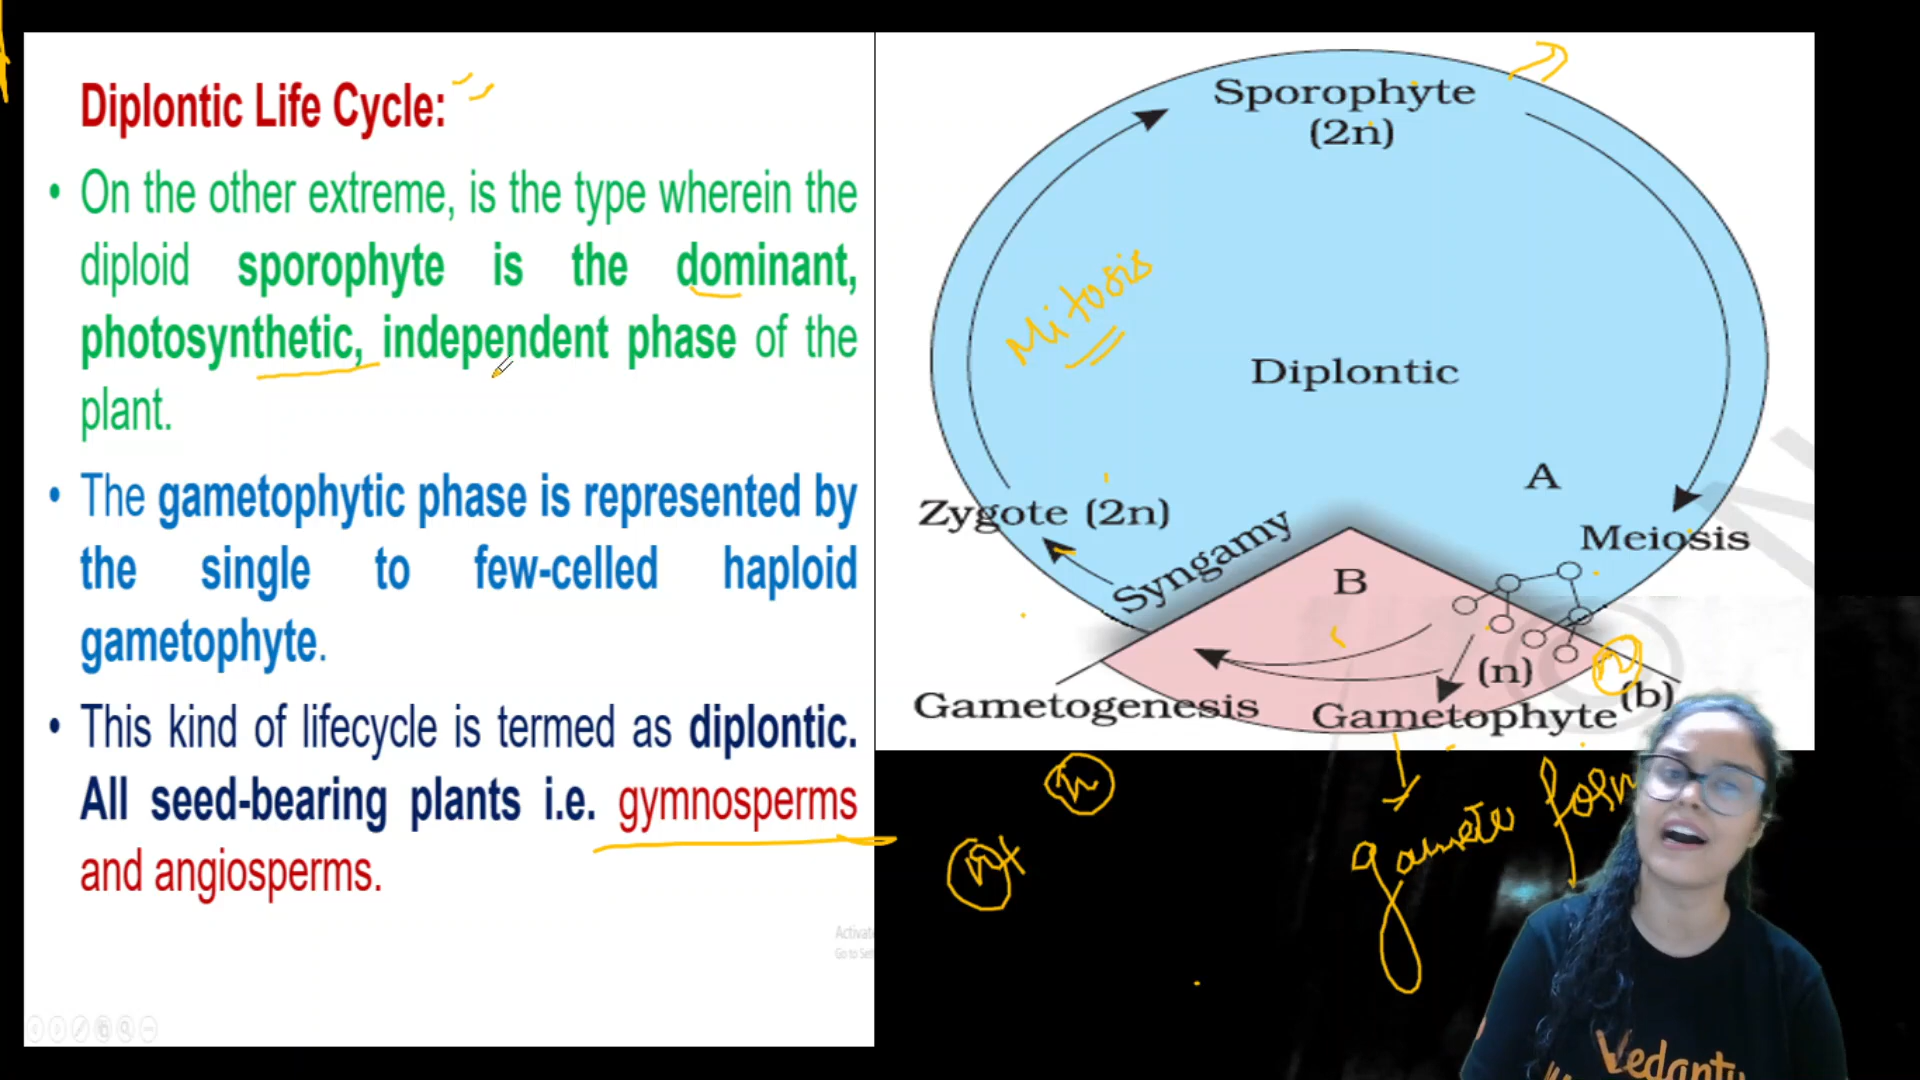 Diplontic Life Cycle:
• On the other extreme, is the type wherein the
diploid sporophyte is the dominant,
photosynthetic, independent phase of the
plant.
• The gametophytic phase is represented by
the single to few-celled haploid
gametophyte.
• This kind of lifecycle is termed as diplontic.
All seed-bearing plants i.e. gymnosperms
and angiosperms.
Sporophyte
(2n)
Mitosis
Diplontic
A
Zygote (2n)
Syngamy
Meiosis
B
(n)
n
(b)
Gametogenesis
Gametophyte
n
gamete
Vedantu